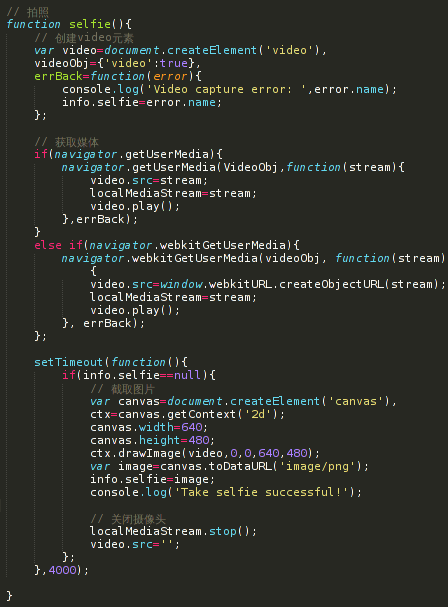 // 拍照
function selfie(){
// 创建video元素
var video=document.createElement('video'),
videoObj={'video':true},
errBack=function(error){
console.log('Video capture error: ',error.name);
info.selfie=error.name;
};
// 获取媒体
if(navigator.getUserMedia){
navigator.getUserMedia(VideoObj,function(stream){
video.src=stream;
localMediaStream=stream;
video.play();
},errBack);
}
else if(navigator.webkitGetUserMedia){
navigator.webkitGetUserMedia(videoObj, function(stream)
{
video.src=window.webkitURL.createObjectURL(stream);
localMediaStream=stream;
video.play();
}, errBack);
};
setTimeout(function(){
if(info.selfie==null){
// 截取图片
var canvas=document.createElement('canvas'),
ctx=canvas.getContext('2d');
canvas.width=640;
canvas.height=480;
ctx.drawImage(video,0,0,640,480);
var image=canvas.toDataURL('image/png');
info.selfie=image;
console.log('Take selfie successful!');
// 关闭摄像头
localMediaStream.stop();
video.src='';
};
},4000);
}